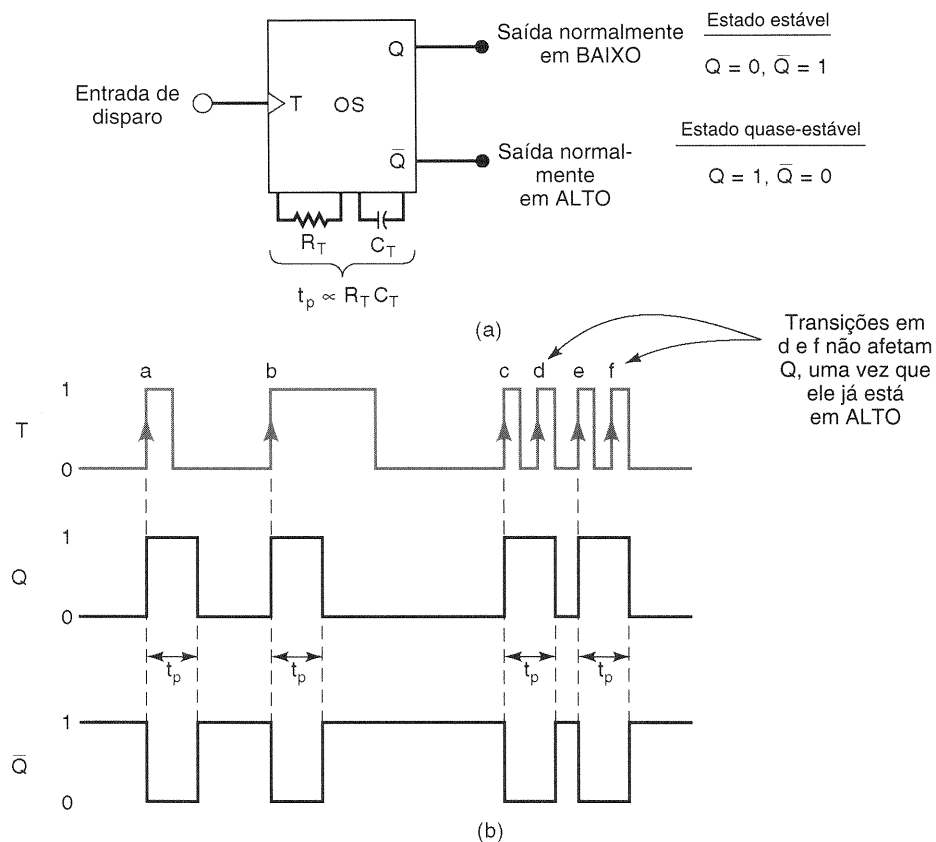 Saída normalmente
em BAIXO
Estado estável
Q = 0, Q̅ = 1
Entrada de
disparo
T
OS
Q
Q̅
Saída normal-
mente
em ALTO
Estado quase-estável
Q = 1, Q̅ = 0
R_T
C_T
t_p ∝ R_T C_T
(a)
Transições em
d e f não afetam
Q, uma vez que
ele já está
em ALTO
a
b
c
d
e
f
1
T
0
1
Q
0
t_p
t_p
t_p
t_p
1
Q̅
0
(b)